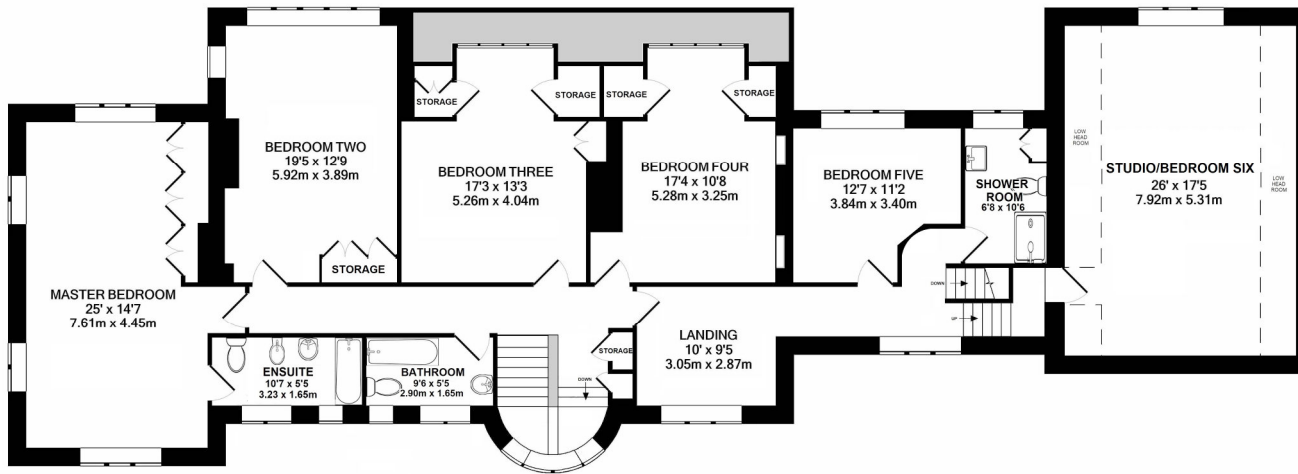 STORAGE
STORAGE
STORAGE
STORAGE
BEDROOM TWO
19'5 x 12'9
5.92m x 3.89m
STORAGE
BEDROOM THREE
17'3 x 13'3
5.26m x 4.04m
BEDROOM FOUR
17'4 x 10'8
5.28m x 3.25m
BEDROOM FIVE
12'7 x 11'2
3.84m x 3.40m
SHOWER
ROOM
6'8 x 10'6
LOW
HEAD
ROOM
STUDIO/BEDROOM SIX
26' x 17'5
7.92m x 5.31m
LOW
HEAD
ROOM
MASTER BEDROOM
25' x 14'7
7.61m x 4.45m
ENSUITE
10'7 x 5'5
3.23 x 1.65m
BATHROOM
9'6 x 5'5
2.90m x 1.65m
STORAGE
DOWN
LANDING
10' x 9'5
3.05m x 2.87m
DOWN
UP